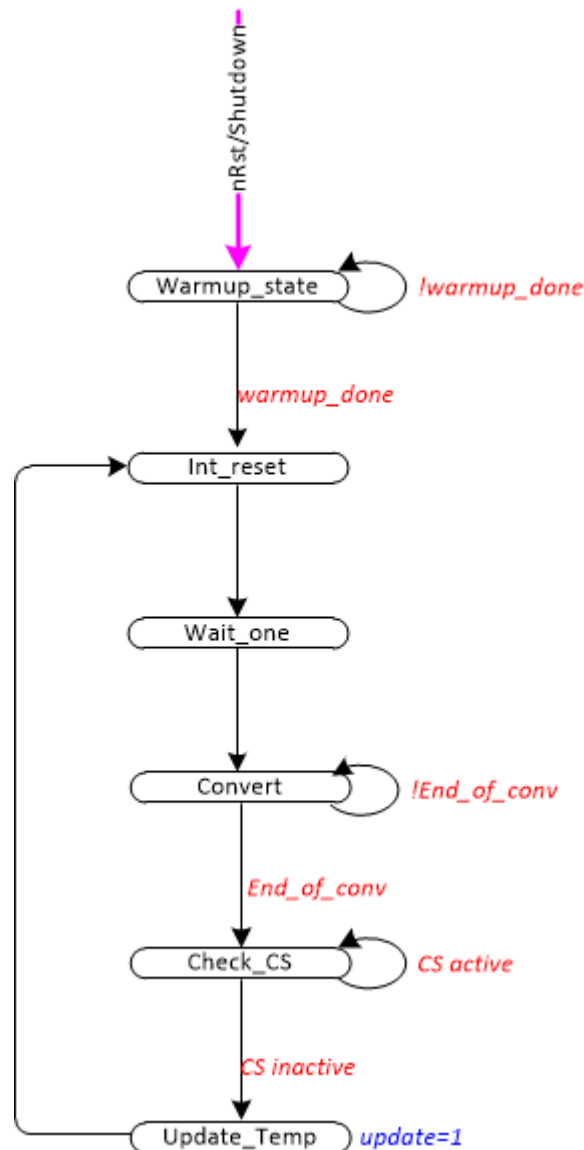 nRst/Shutdown
Warmup_state
!warmup_done
warmup_done
Int_reset
Wait_one
Convert
!End_of_conv
End_of_conv
Check_CS
CS active
CS inactive
Update_Temp
update=1